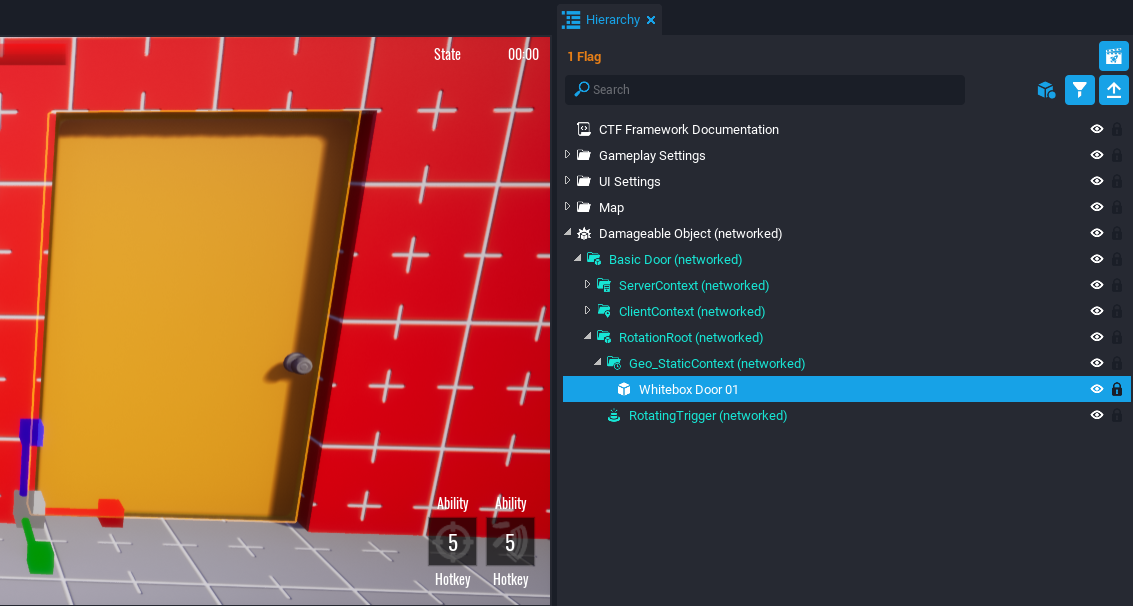 Hierarchy
1 Flag
Search
State 00:00
CTF Framework Documentation
Gameplay Settings
UI Settings
Map
Damageable Object (networked)
Basic Door (networked)
ServerContext (networked)
ClientContext (networked)
RotationRoot (networked)
Geo_StaticContext (networked)
Whitebox Door 01
RotatingTrigger (networked)
Ability Ability
5 5
Hotkey Hotkey